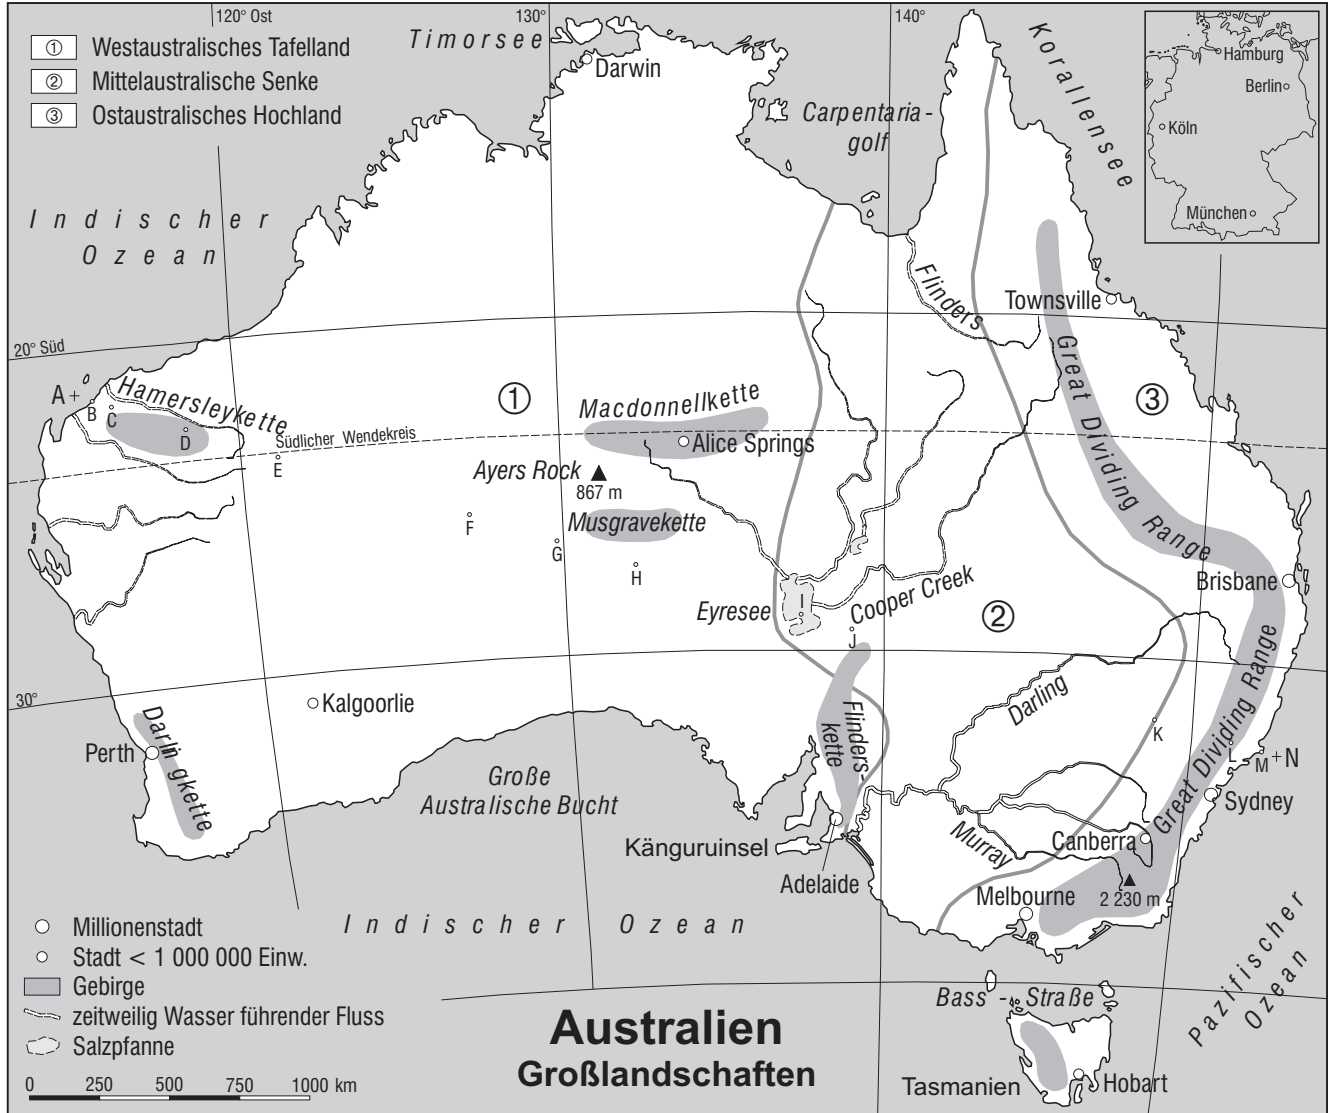 120° Ost
130°
140°
① Westaustralisches Tafelland
② Mittelaustralische Senke
③ Ostaustralisches Hochland
Timorsee
Darwin
Carpentaria-
golf
Korallensee
Hamburg
Berlin
Köln
München
Indischer
Ozean
Flinders
Townsville
20° Süd
A
B
C
D
E
Hamersleykette
Südlicher Wendekreis
①
Macdonnellkette
Alice Springs
Great Dividing Range
③
Ayers Rock
867 m
F
Musgravekette
G
H
Brisbane
Eyresee
I
Cooper Creek
J
②
30°
Kalgoorlie
Darlingkette
Perth
Flinders-
kette
Darling
K
Great Dividing Range
L
M
N
Große
Australische Bucht
Sydney
Murray
Canberra
Känguruinsel
Adelaide
Melbourne
2 230 m
Indischer Ozean
Pazifischer
Ozean
Millionenstadt
Stadt < 1 000 000 Einw.
Gebirge
zeitweilig Wasser führender Fluss
Salzpfanne
0 250 500 750 1000 km
Bass - Straße
Australien
Großlandschaften
Tasmanien
Hobart